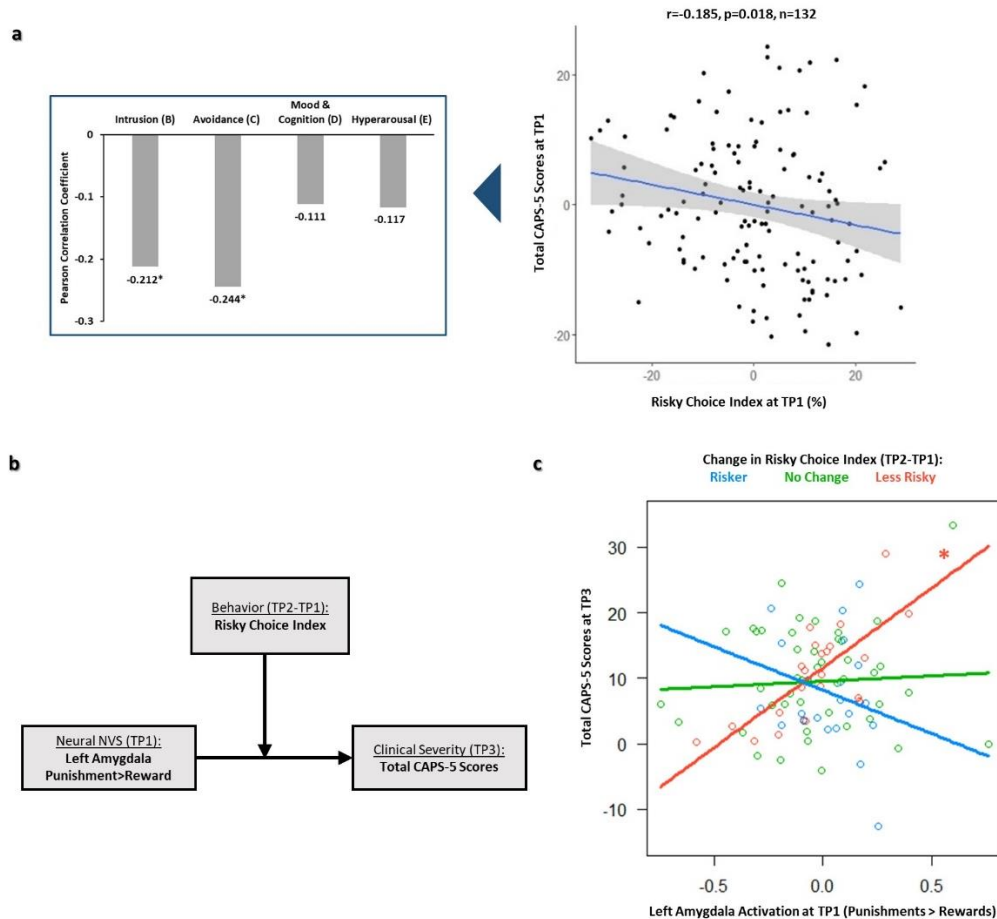 a
Intrusion (B)
Avoidance (C)
Mood &
Cognition (D)
Hyperarousal (E)
0
-0.1
-0.2
-0.3
Pearson Correlation Coefficient
-0.212*
-0.244*
-0.111
-0.117
r=-0.185, p=0.018, n=132
Total CAPS-5 Scores at TP1
20
0
-20
-20
0
20
Risky Choice Index at TP1 (%)
b
Behavior (TP2-TP1):
Risky Choice Index
Neural NVS (TP1):
Left Amygdala
Punishment>Reward
Clinical Severity (TP3):
Total CAPS-5 Scores
c
Change in Risky Choice Index (TP2-TP1):
Risker No Change Less Risky
Total CAPS-5 Scores at TP3
30
20
10
0
-10
*
-0.5
0.0
0.5
Left Amygdala Activation at TP1 (Punishments > Rewards)